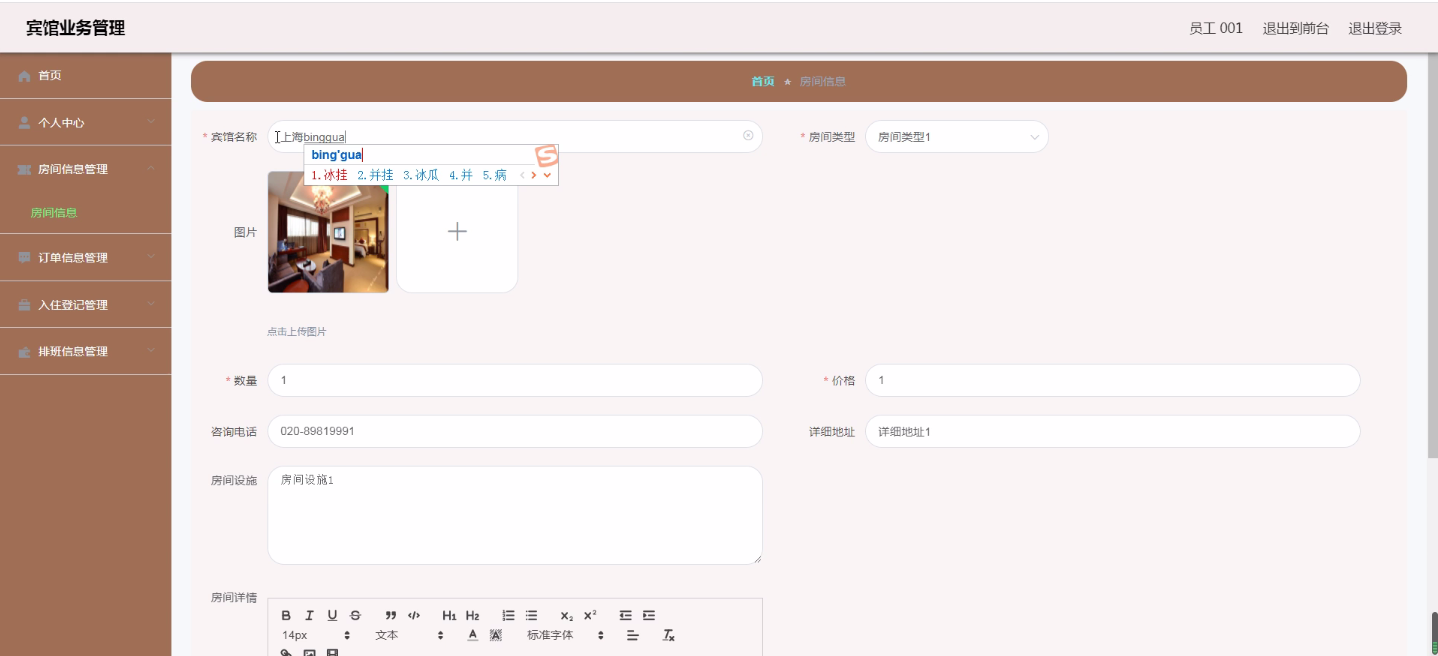 宾馆业务管理
员工 001 退出到前台 退出登录
首页
个人中心
房间信息管理
房间信息
订单信息管理
入住登记管理
排班信息管理
首页 ★ 房间信息
* 宾馆名称 上海binggua
* 房间类型 房间类型1
bing'gua
1.冰挂 2.并挂 3.冰瓜 4.并 5.病
图片
点击上传图片
* 数量 1
* 价格 1
咨询电话 020-89819991
详细地址 详细地址1
房间设施 房间设施1
房间详情
B I U S ” </> H1 H2 X₂ X²
14px 文本 A A 标准字体 Tx